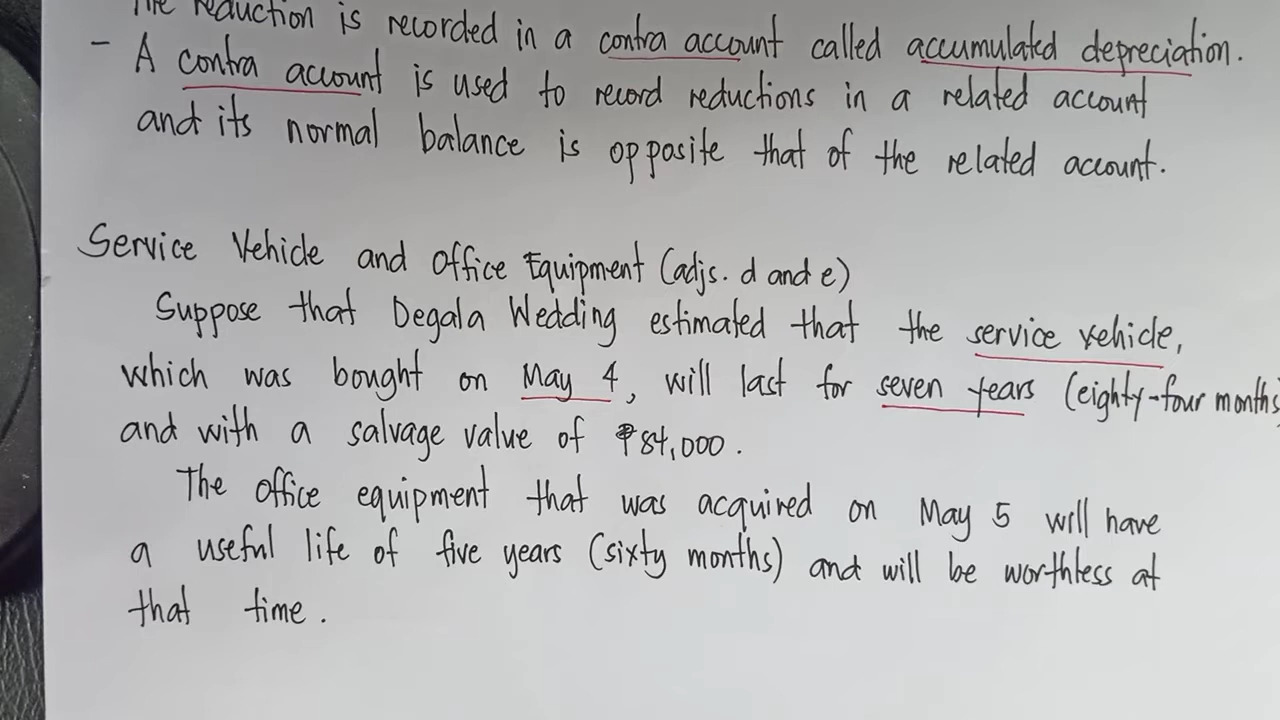 The reduction is recorded in a contra account called accumulated depreciation.
- A contra account is used to record reductions in a related account
and its normal balance is opposite that of the related account.
Service Vehicle and Office Equipment (adjs. d and e)
Suppose that Degala Wedding estimated that the service vehicle,
which was bought on May 4, will last for seven years (eighty-four months)
and with a salvage value of ₱84,000.
The office equipment that was acquired on May 5 will have
a useful life of five years (sixty months) and will be worthless at
that time.